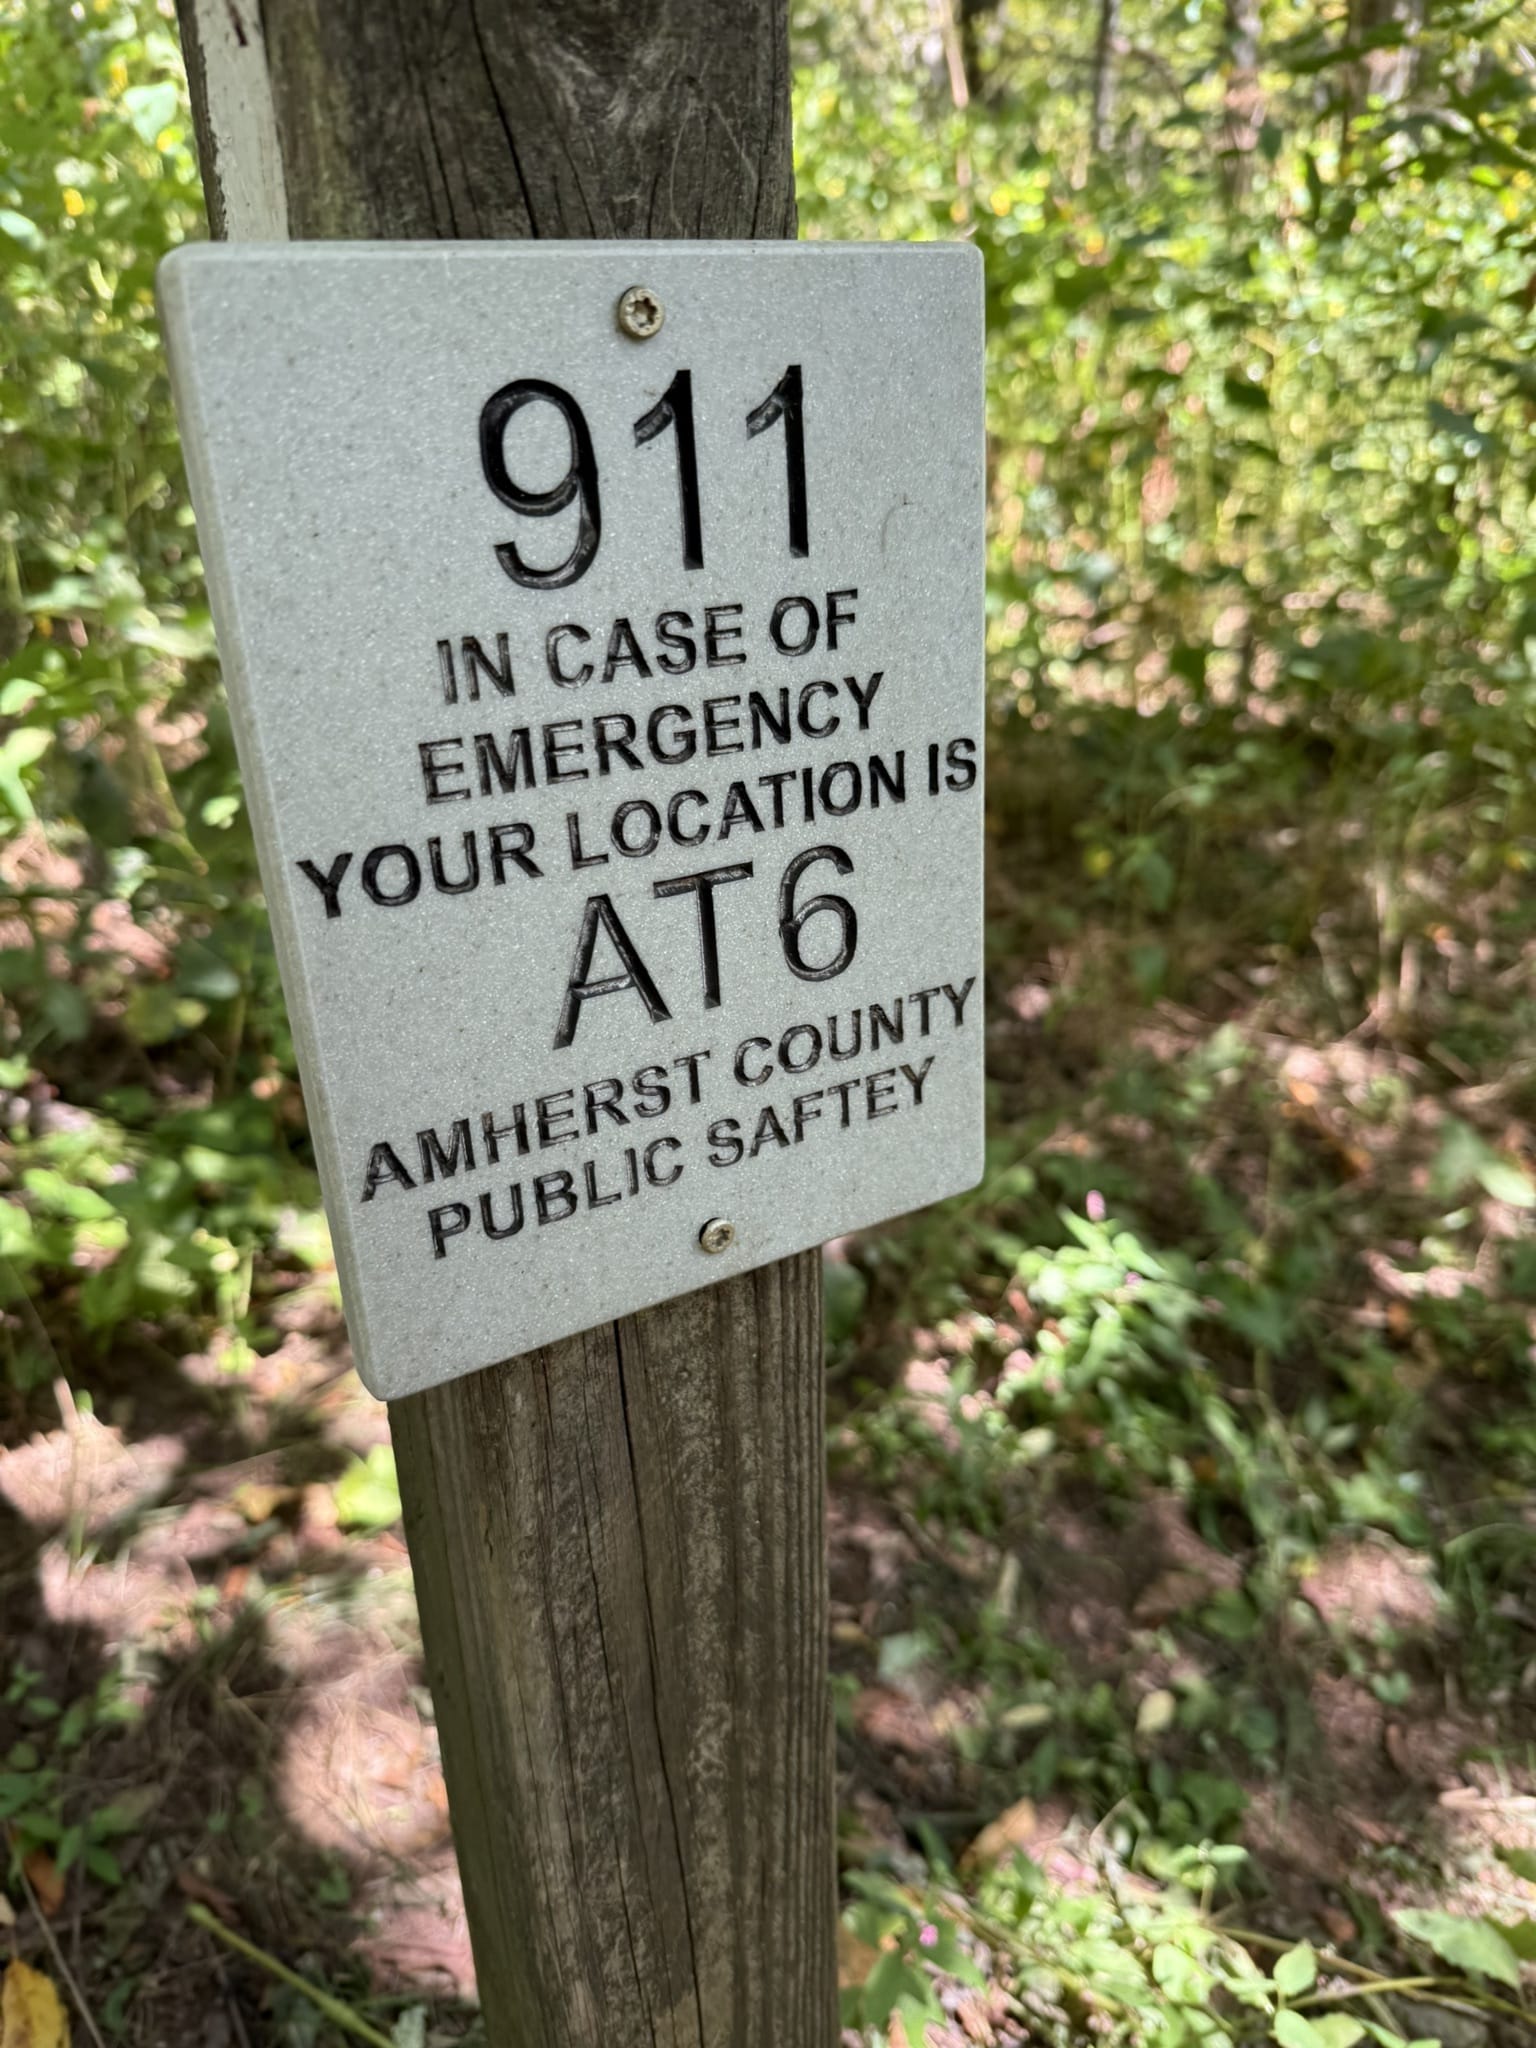 911
IN CASE OF
EMERGENCY
YOUR LOCATION IS
AT6
AMHERST COUNTY
PUBLIC SAFTEY